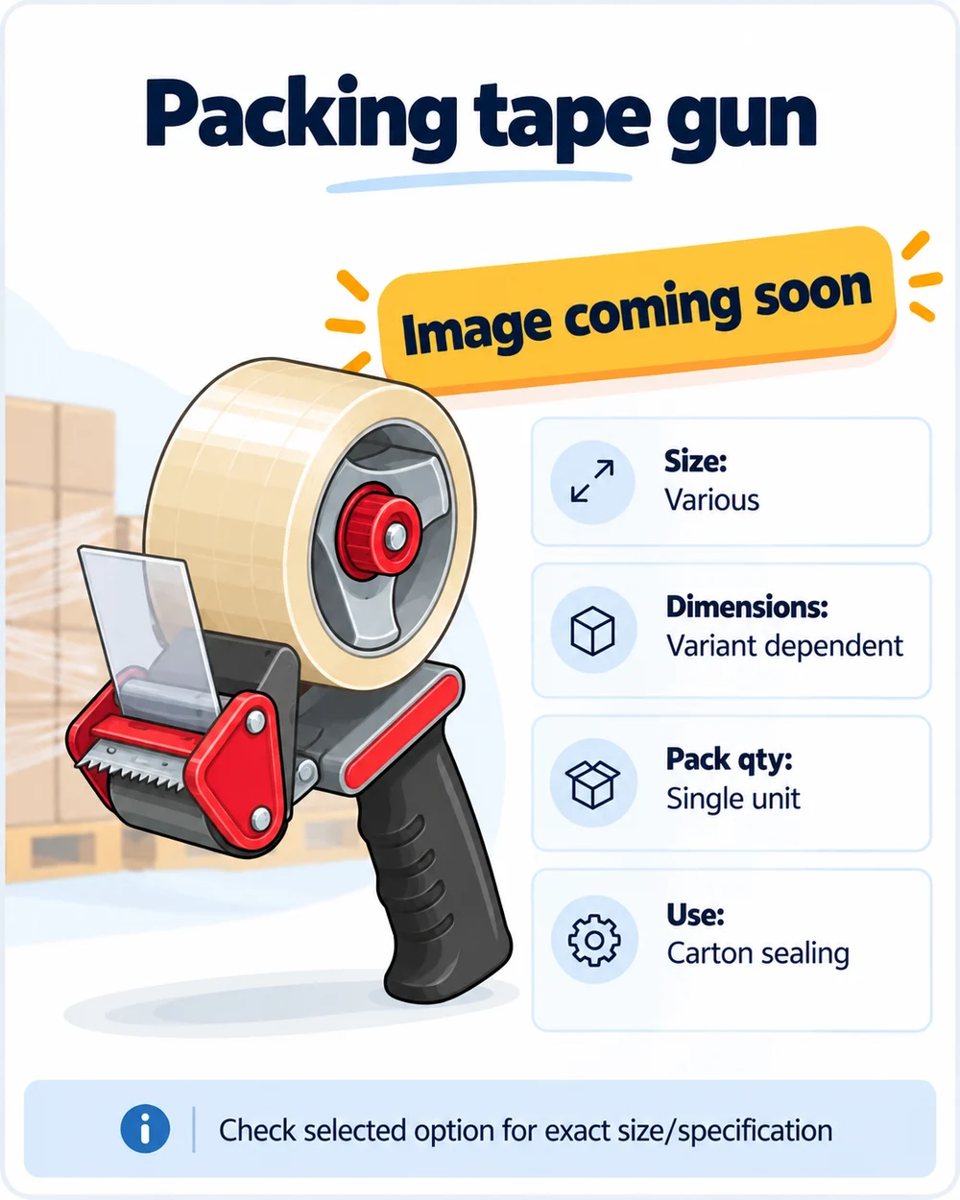 Packing tape gun
Image coming soon
Size:
Various
Dimensions:
Variant dependent
Pack qty:
Single unit
Use:
Carton sealing
Check selected option for exact size/specification